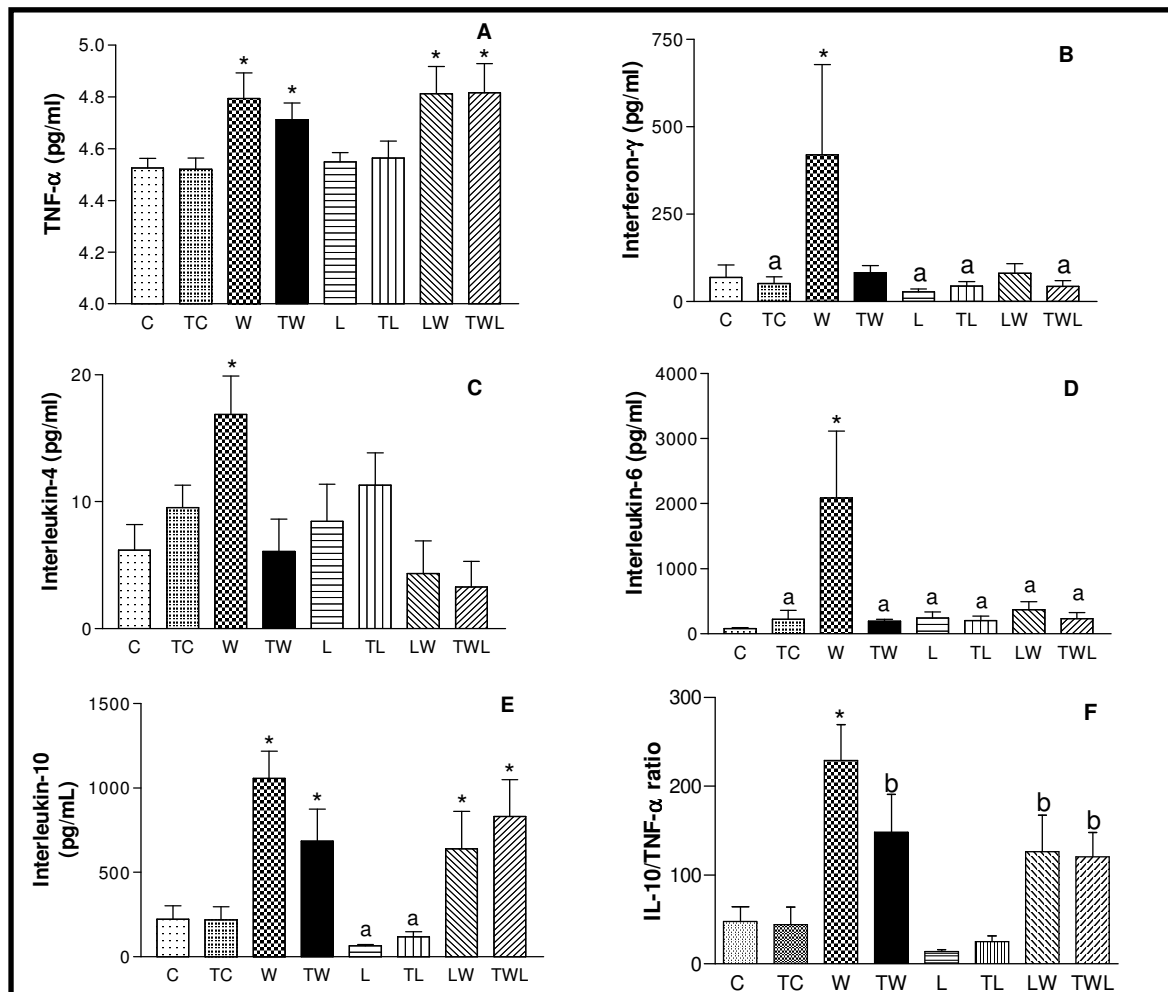 A
TNF-α (pg/ml)
5.0
4.8
4.6
4.4
4.2
4.0
* * * *
C TC W TW L TL LW TWL
B
Interferon-γ (pg/ml)
750
500
250
0
*
a a a a
C TC W TW L TL LW TWL
C
Interleukin-4 (pg/ml)
20
10
0
*
C TC W TW L TL LW TWL
D
Interleukin-6 (pg/ml)
4000
3000
2000
1000
0
*
a a a a a a
C TC W TW L TL LW TWL
E
Interleukin-10
(pg/mL)
1500
1000
500
0
* * a a * *
C TC W TW L TL LW TWL
F
IL-10/TNF-α ratio
300
200
100
0
* b b b
C TC W TW L TL LW TWL